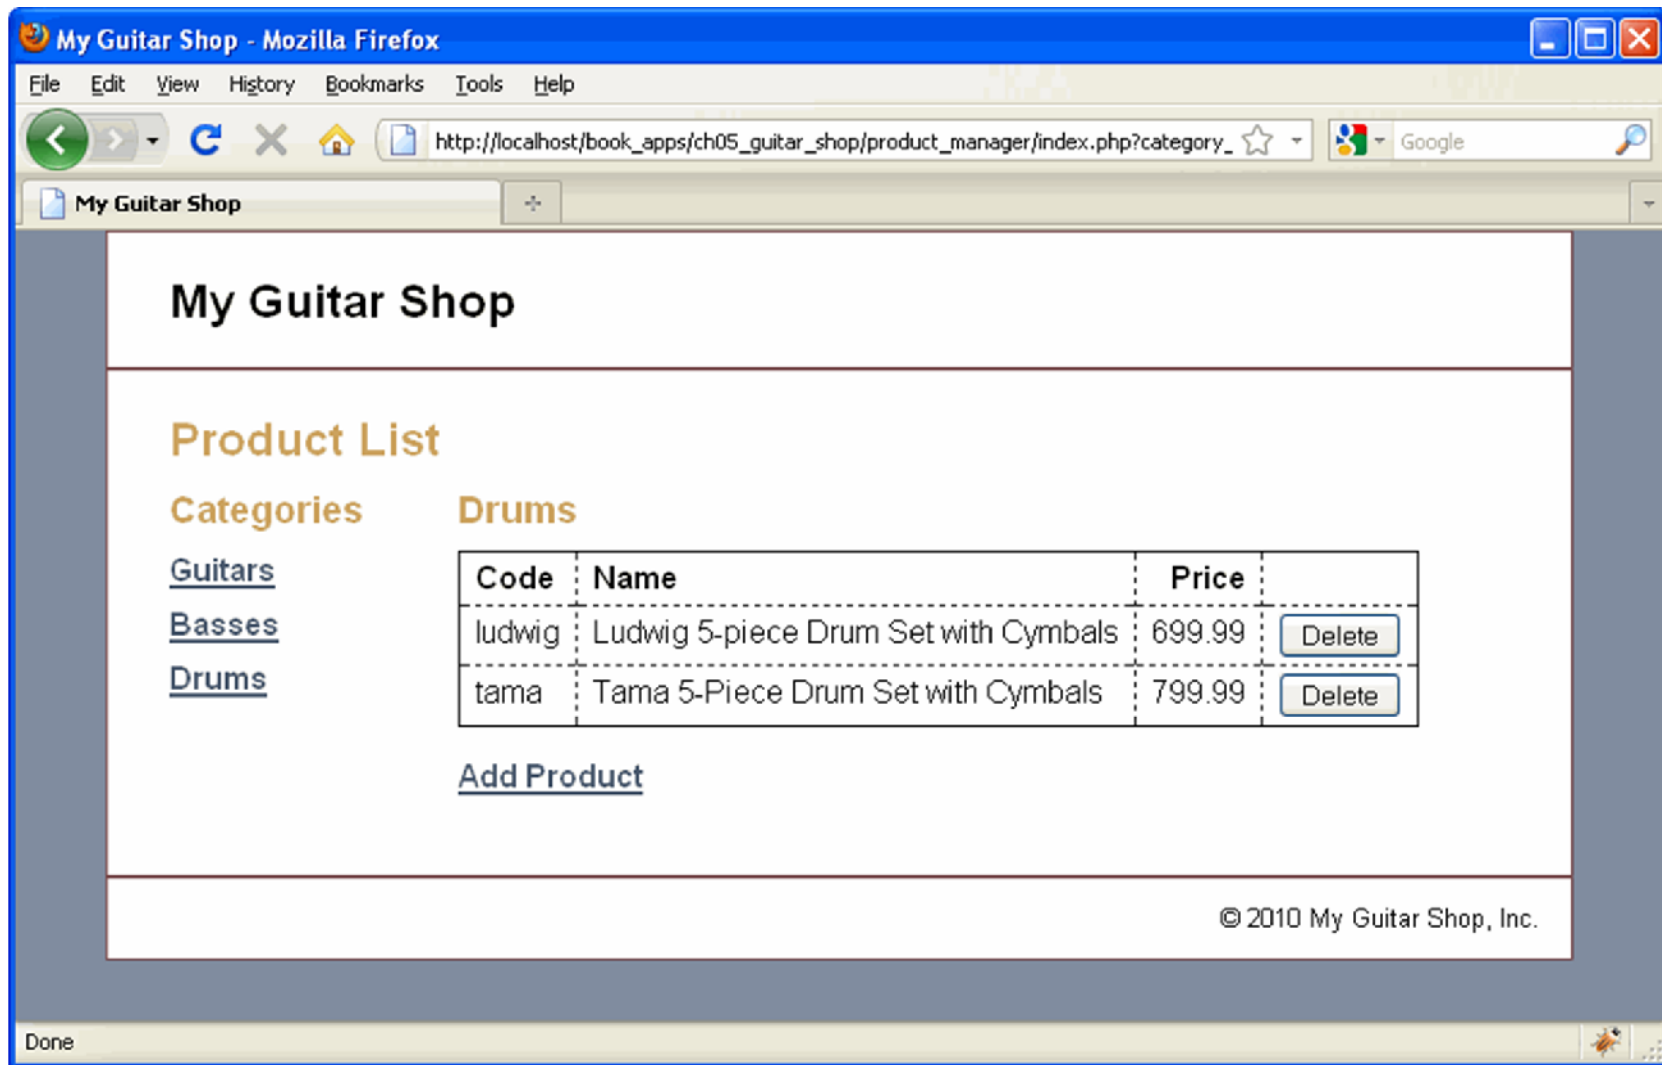 My Guitar Shop - Mozilla Firefox
File Edit View History Bookmarks Tools Help
http://localhost/book_apps/ch05_guitar_shop/product_manager/index.php?category_ Google
My Guitar Shop
My Guitar Shop
Product List
Categories
Guitars
Basses
Drums
Drums
Code Name Price
ludwig Ludwig 5-piece Drum Set with Cymbals 699.99 Delete
tama Tama 5-Piece Drum Set with Cymbals 799.99 Delete
Add Product
© 2010 My Guitar Shop, Inc.
Done